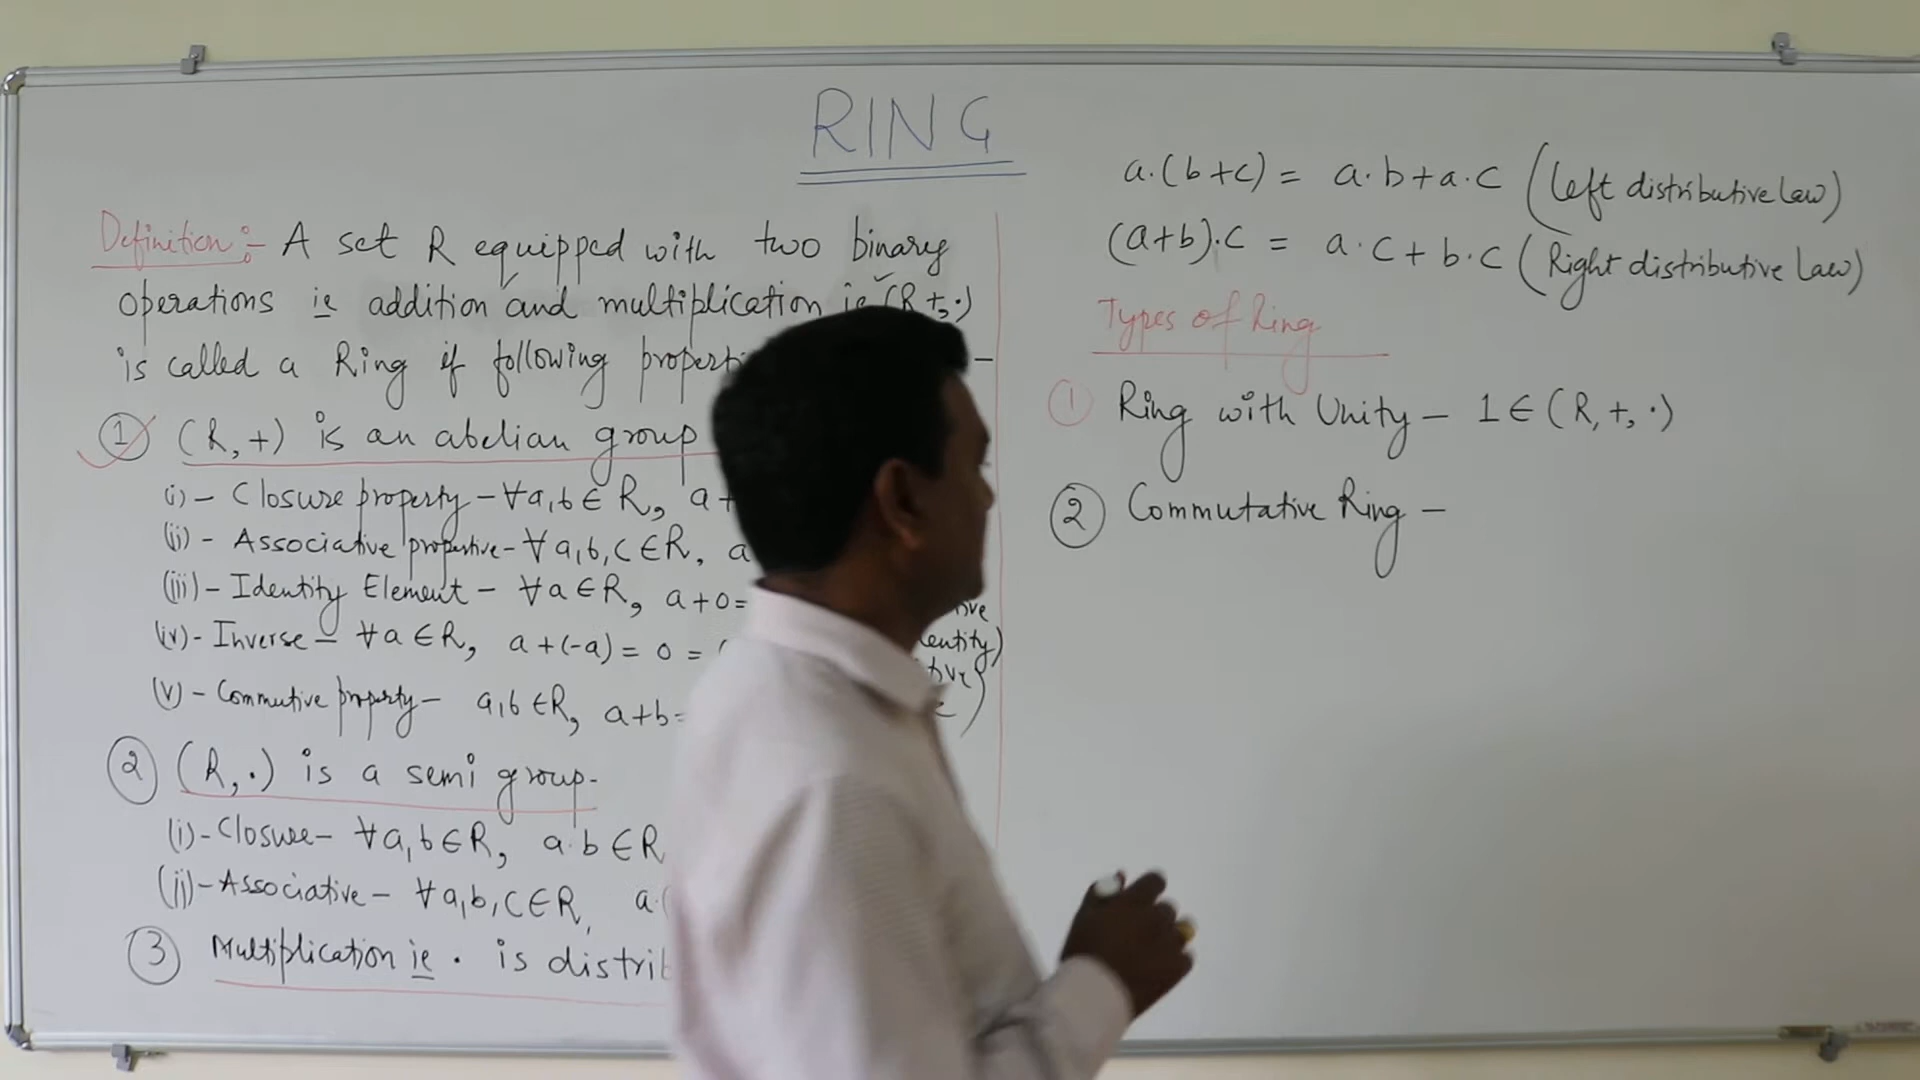 RING
Definition:- A set R equipped with two binary
operations ie addition and multiplication ie (R,+,.)
is called a Ring if following
① (R,+) is an abelian group
(i)- Closure property - ∀a,b ∈ R, a+
(ii)- Associative propertive - ∀a,b,c ∈ R, a
(iii)- Identity Element - ∀a ∈ R, a+0=
(iv)- Inverse - ∀a ∈ R, a+(-a) = 0 = (
(v)- Commutive property - a,b ∈ R, a+b=
② (R,.) is a semi group-
(i)- Closure - ∀a,b ∈ R, a.b ∈ R
(ii)- Associative - ∀a,b,c ∈ R, a.(
③ Multiplication ie . is
a.(b+c) = a.b+a.c (left distributive law)
(a+b).c = a.c+b.c (Right distributive law)
Types of Ring
① Ring with Unity - 1 ∈ (R,+,.)
② Commutative Ring -